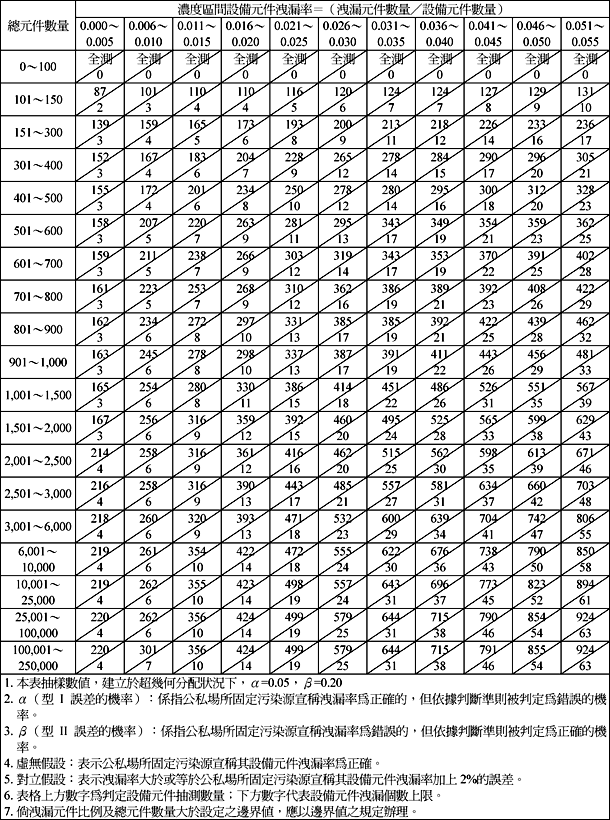 總元件數量 濃度區間設備元件洩漏率＝（洩漏元件數量／設備元件數量）
0.000～0.005 0.006～0.010 0.011～0.015 0.016～0.020 0.021～0.025 0.026～0.030 0.031～0.035 0.036～0.040 0.041～0.045 0.046～0.050 0.051～0.055
0～100 全測/0 全測/0 全測/0 全測/0 全測/0 全測/0 全測/0 全測/0 全測/0 全測/0 全測/0
101～150 87/2 101/3 110/4 110/4 116/5 120/6 124/7 124/7 127/8 129/9 131/10
151～300 139/3 159/4 165/5 173/6 193/8 200/9 213/11 218/12 226/14 233/16 236/17
301～400 152/3 167/4 183/6 204/7 228/9 265/12 278/14 284/15 290/17 296/20 305/21
401～500 155/3 172/4 201/6 234/8 250/10 278/12 280/14 295/16 300/18 312/20 328/23
501～600 158/3 207/5 220/7 263/9 281/11 295/13 343/17 349/19 354/21 359/23 362/25
601～700 159/3 211/5 238/7 266/9 303/12 319/14 343/17 353/19 370/22 391/25 402/28
701～800 161/3 223/5 253/7 268/9 310/12 362/16 386/19 389/21 392/23 408/26 422/29
801～900 162/3 234/6 272/8 297/10 331/13 385/17 385/19 392/21 422/25 439/28 462/32
901～1,000 163/3 245/6 278/8 298/10 337/13 387/17 391/19 411/22 443/26 456/29 481/33
1,001～1,500 165/3 254/6 280/8 330/11 386/15 414/18 451/22 486/26 526/31 551/35 567/39
1,501～2,000 167/3 256/6 316/9 359/12 392/15 460/20 495/24 525/28 565/33 599/38 629/43
2,001～2,500 214/4 258/6 316/9 361/12 416/16 462/20 515/25 562/30 598/35 613/39 671/46
2,501～3,000 216/4 258/6 316/9 390/13 443/17 485/21 557/27 581/31 634/37 660/42 703/48
3,001～6,000 218/4 260/6 320/9 393/13 471/18 532/23 600/29 639/34 704/41 742/47 806/55
6,001～10,000 219/4 261/6 354/10 422/14 472/18 555/24 622/30 676/36 738/43 790/50 850/58
10,001～25,000 219/4 262/6 355/10 423/14 498/19 557/24 643/31 696/37 773/45 823/52 894/61
25,001～100,000 220/4 262/6 356/10 424/14 499/19 579/25 644/31 715/38 790/46 854/54 924/63
100,001～250,000 220/4 301/7 356/10 424/14 499/19 579/25 644/31 715/38 791/46 855/54 924/63
1. 本表抽樣數值，建立於超幾何分配狀況下，α=0.05，β=0.20
2. α（型 I 誤差的機率）：係指公私場所固定污染源宣稱洩漏率為正確的，但依據判斷準則被判定為錯誤的機
率。
3. β（型 II 誤差的機率）：係指公私場所固定污染源宣稱洩漏率為錯誤的，但依據判斷準則被判定為正確的機
率。
4. 虛無假設：表示公私場所固定污染源宣稱其設備元件洩漏率為正確。
5. 對立假設：表示洩漏率大於或等於公私場所固定污染源宣稱其設備元件洩漏率加上 2%的誤差。
6. 表格上方數字為判定設備元件抽測數量；下方數字代表設備元件洩漏個數上限。
7. 倘洩漏元件比例及總元件數量大於設定之邊界值，應以邊界值之規定辦理。